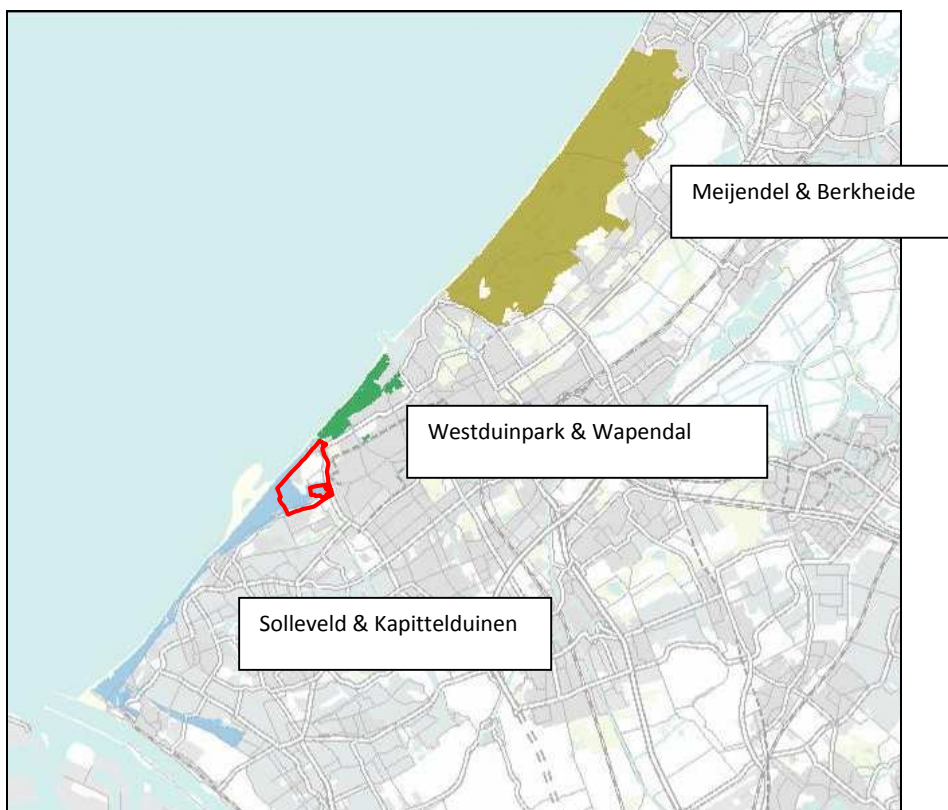 Meijendel & Berkheide
Westduinpark & Wapendal
Solleveld & Kapittelduinen